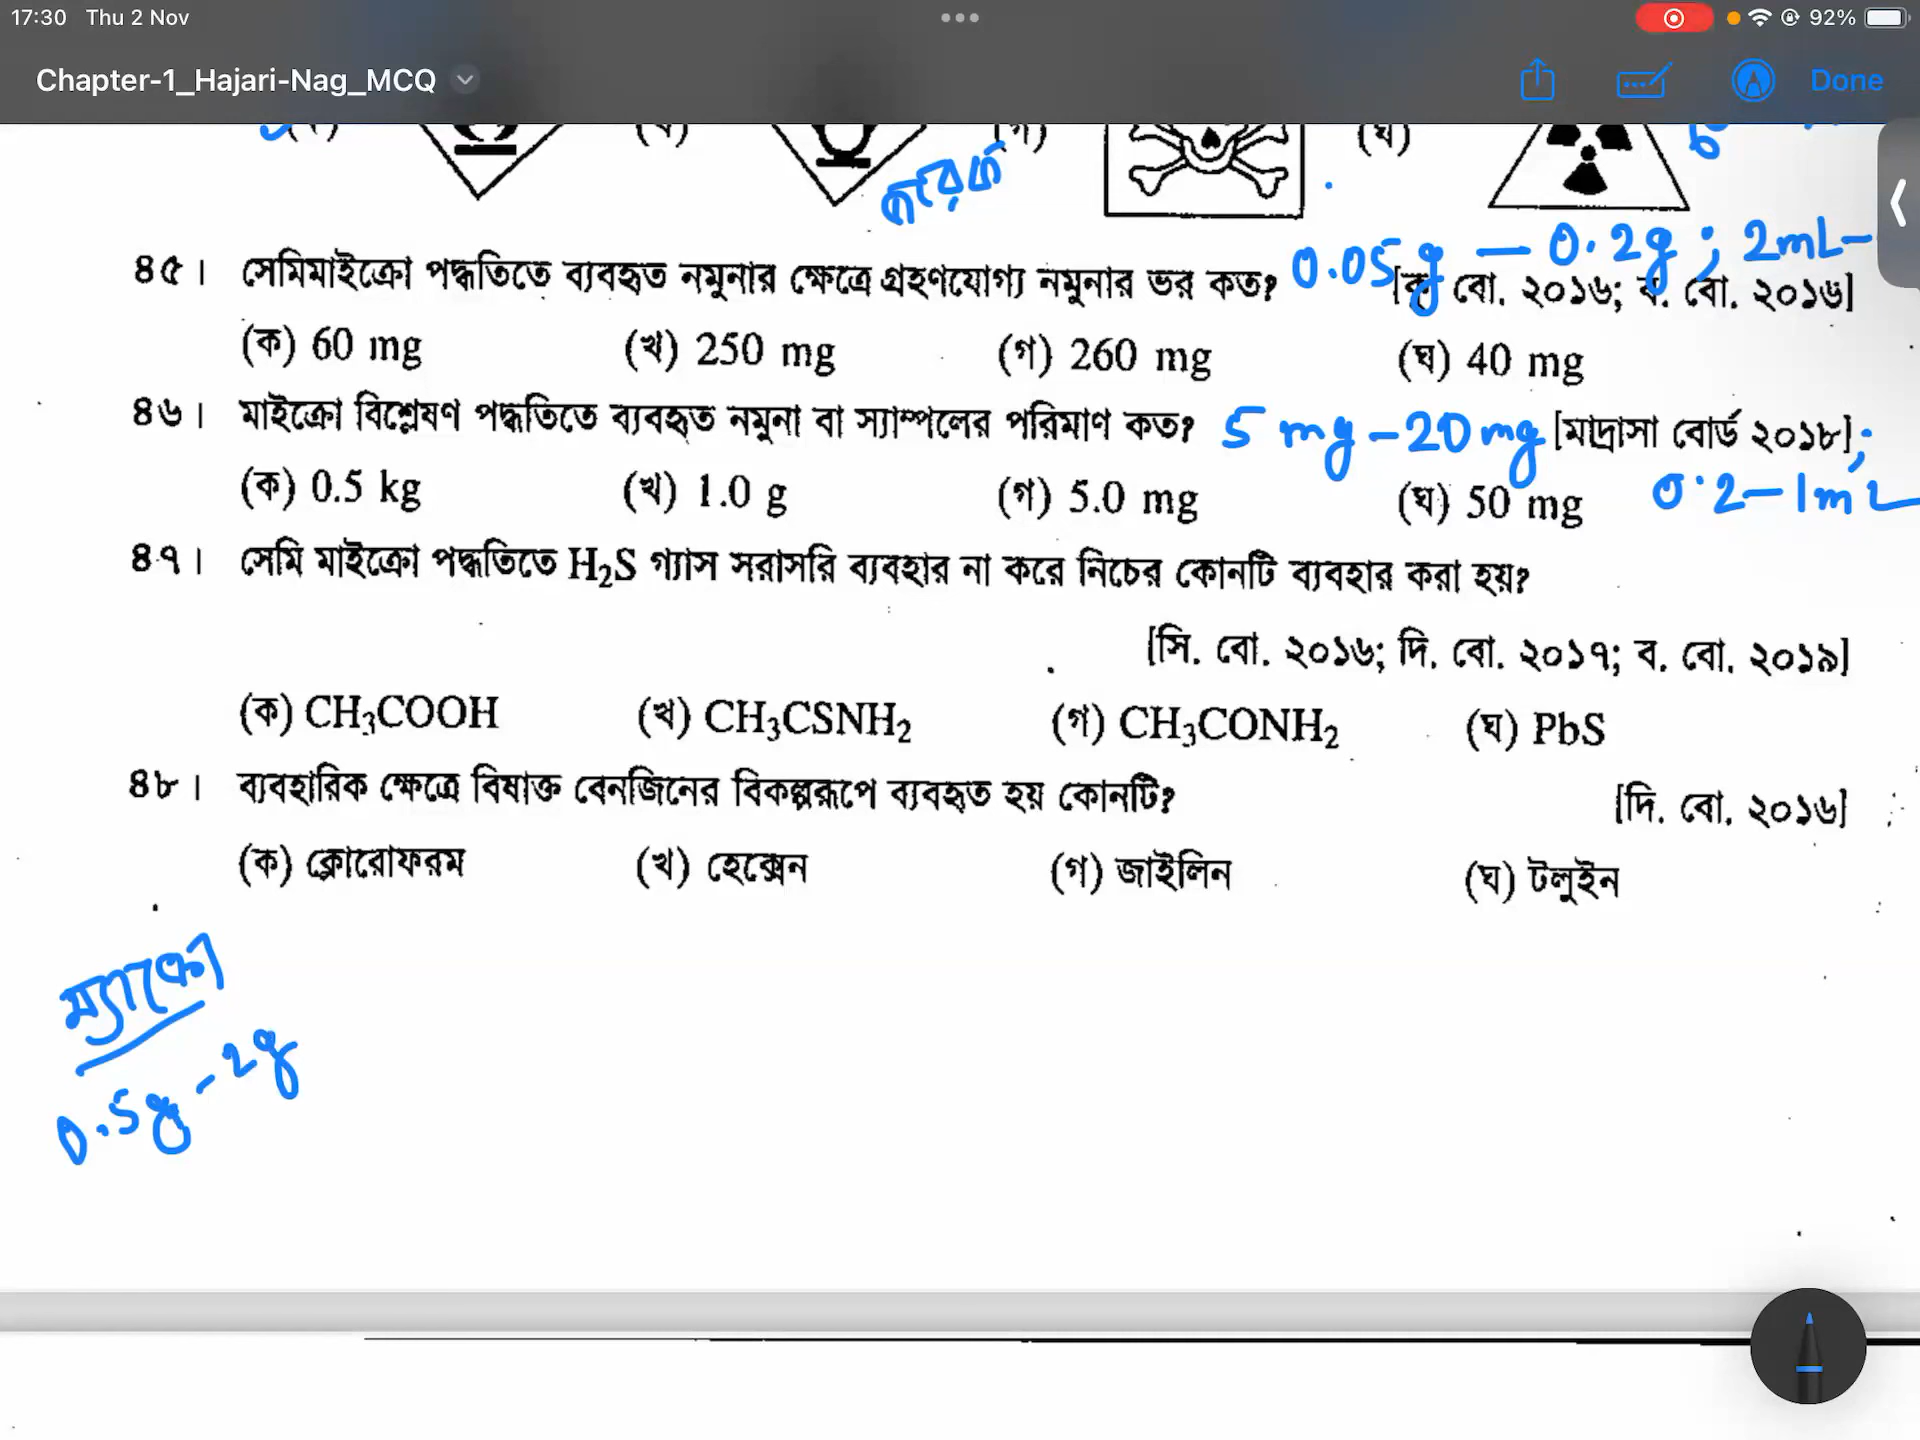 17:30 Thu 2 Nov
92%
Chapter-1_Hajari-Nag_MCQ
Done
(খ) (গ) (ঘ)
৪৫। সেমিমাইক্রো পদ্ধতিতে ব্যবহৃত নমুনার ক্ষেত্রে গ্রহণযোগ্য নমুনার ভর কত? 0.05g – 0.2g ; 2mL–
বো. ২০১৬; ব. বো. ২০১৬]
(ক) 60 mg (খ) 250 mg (গ) 260 mg (ঘ) 40 mg
৪৬। মাইক্রো বিশ্লেষণ পদ্ধতিতে ব্যবহৃত নমুনা বা স্যাম্পলের পরিমাণ কত? 5 mg – 20 mg [মাদ্রাসা বোর্ড ২০১৮];
(ক) 0.5 kg (খ) 1.0 g (গ) 5.0 mg (ঘ) 50 mg 0.2 – 1mL
৪৭। সেমি মাইক্রো পদ্ধতিতে H₂S গ্যাস সরাসরি ব্যবহার না করে নিচের কোনটি ব্যবহার করা হয়?
[সি. বো. ২০১৬; দি. বো. ২০১৭; ব. বো. ২০১৯]
(ক) CH₃COOH (খ) CH₃CSNH₂ (গ) CH₃CONH₂ (ঘ) PbS
৪৮। ব্যবহারিক ক্ষেত্রে বিষাক্ত বেনজিনের বিকল্পরূপে ব্যবহৃত হয় কোনটি? [দি. বো. ২০১৬]
(ক) ক্লোরোফরম (খ) হেক্সেন (গ) জাইলিন (ঘ) টলুইন
ম্যাক্রো
0.5g – 2g